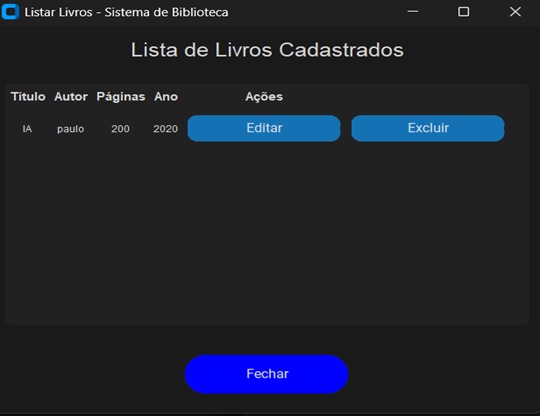 Listar Livros - Sistema de Biblioteca
Lista de Livros Cadastrados
Título Autor Páginas Ano Ações
IA paulo 200 2020 Editar Excluir
Fechar